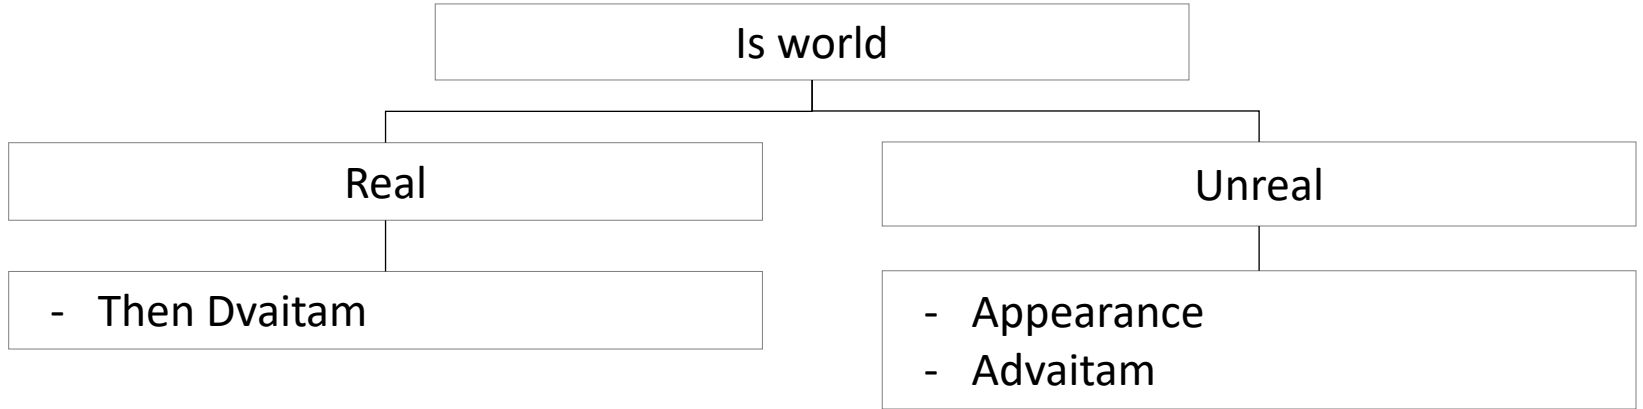 Is world
Real
Unreal
- Then Dvaitam
- Appearance
- Advaitam